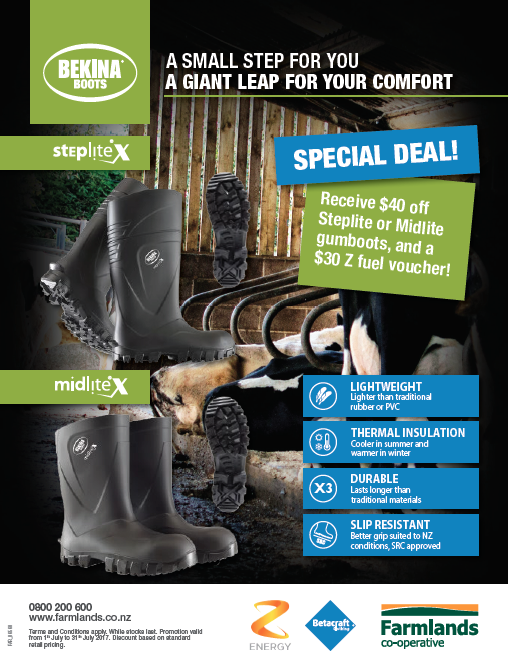 BEKINA
BOOTS
A SMALL STEP FOR YOU
A GIANT LEAP FOR YOUR COMFORT
stEplite X
SPECIAL DEAL!
Receive $40 off
Steplite or Midlite
gumboots, and a
$30 Z fuel voucher!
BEKINA
midlite X
LIGHTWEIGHT
Lighter than traditional
rubber or PVC
THERMAL INSULATION
Cooler in summer and
warmer in winter
X3
DURABLE
Lasts longer than
traditional materials
SRC
SLIP RESISTANT
Better grip suited to NZ
conditions, SRC approved
0800 200 600
www.farmlands.co.nz
Terms and Conditions apply. While stocks last. Promotion valid
from 1st July to 31st July 2017. Discount based on standard
retail pricing.
Z
ENERGY
Betacraft
Farmlands
co-operative